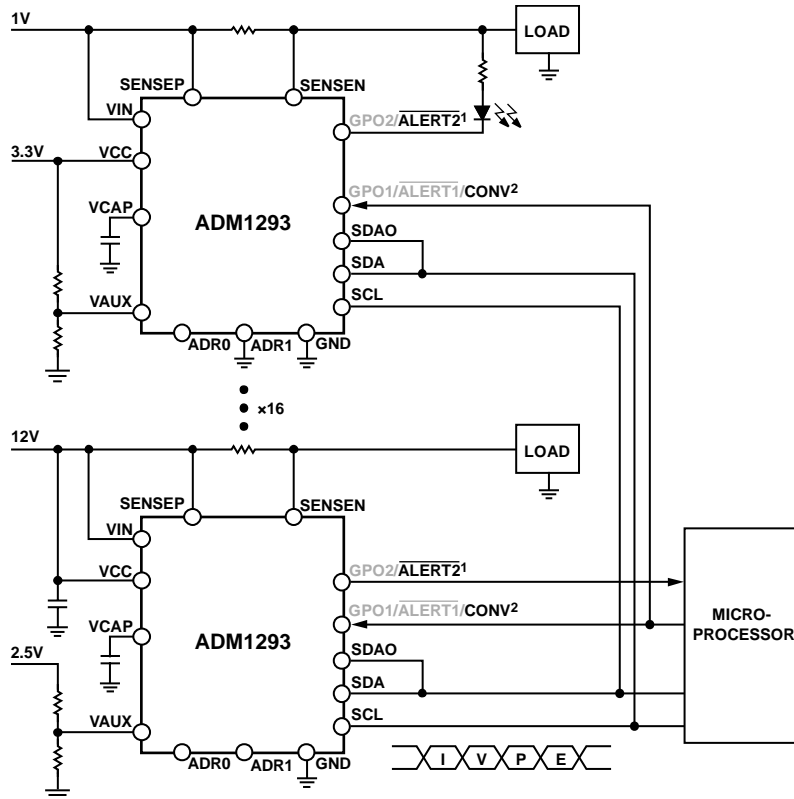 1V
LOAD
SENSEP
SENSEN
VIN
GPO2/ALERT2¹
3.3V
VCC
GPO1/ALERT1/CONV²
VCAP
ADM1293
SDAO
SDA
SCL
VAUX
ADR0
ADR1
GND
×16
12V
LOAD
SENSEP
SENSEN
VIN
GPO2/ALERT2¹
VCC
GPO1/ALERT1/CONV²
MICRO-
PROCESSOR
VCAP
ADM1293
SDAO
2.5V
SDA
SCL
VAUX
ADR0
ADR1
GND
I V P E